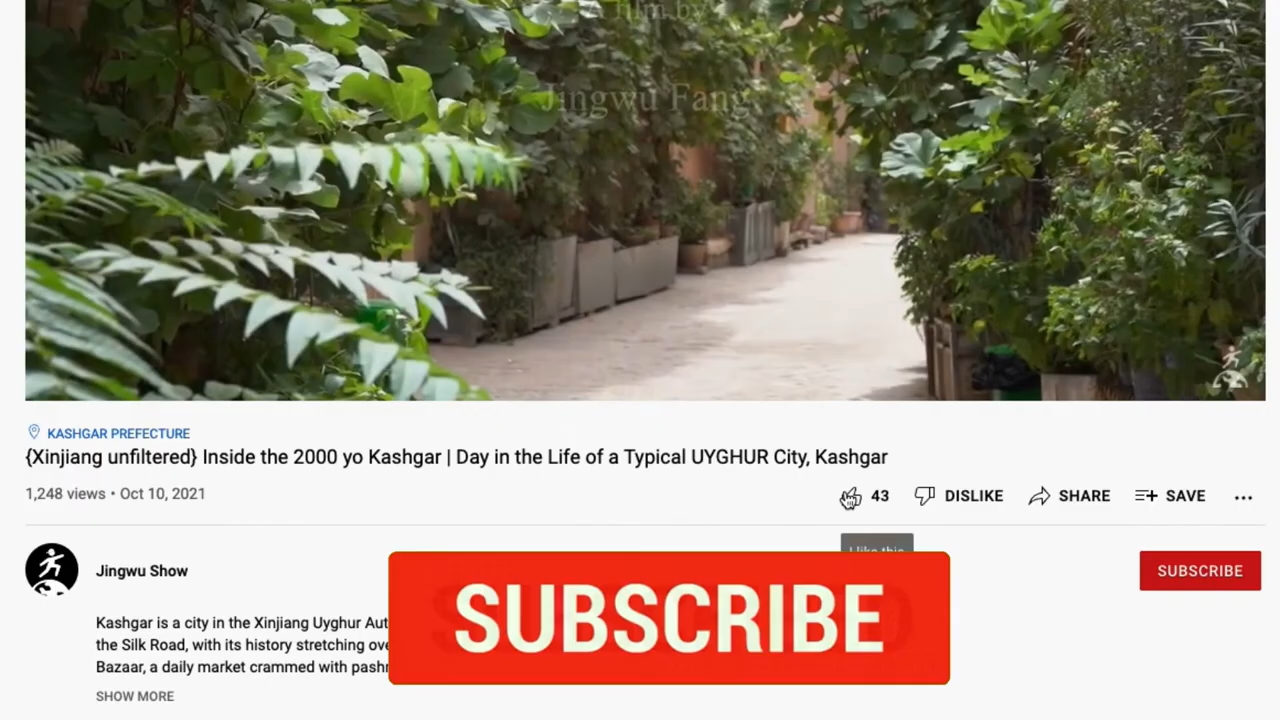 A film by
Jingwu Fang
KASHGAR PREFECTURE
{Xinjiang unfiltered} Inside the 2000 yo Kashgar | Day in the Life of a Typical UYGHUR City, Kashgar
1,248 views • Oct 10, 2021
43 DISLIKE SHARE SAVE ...
I like this
Jingwu Show
SUBSCRIBE
SUBSCRIBE
Kashgar is a city in the Xinjiang Uyghur
the Silk Road, with its history stretching
Bazaar, a daily market crammed with
SHOW MORE